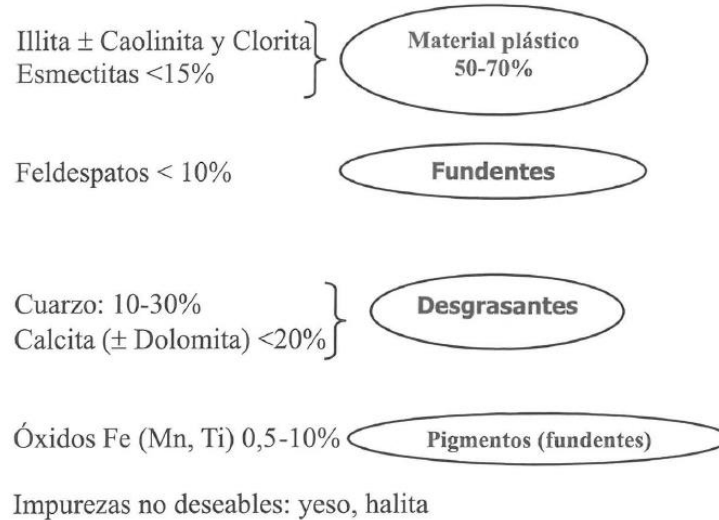 Illita ± Caolinita y Clorita
Esmectitas <15%
Material plástico
50-70%
Feldespatos < 10%
Fundentes
Cuarzo: 10-30%
Calcita (± Dolomita) <20%
Desgrasantes
Óxidos Fe (Mn, Ti) 0,5-10%
Pigmentos (fundentes)
Impurezas no deseables: yeso, halita